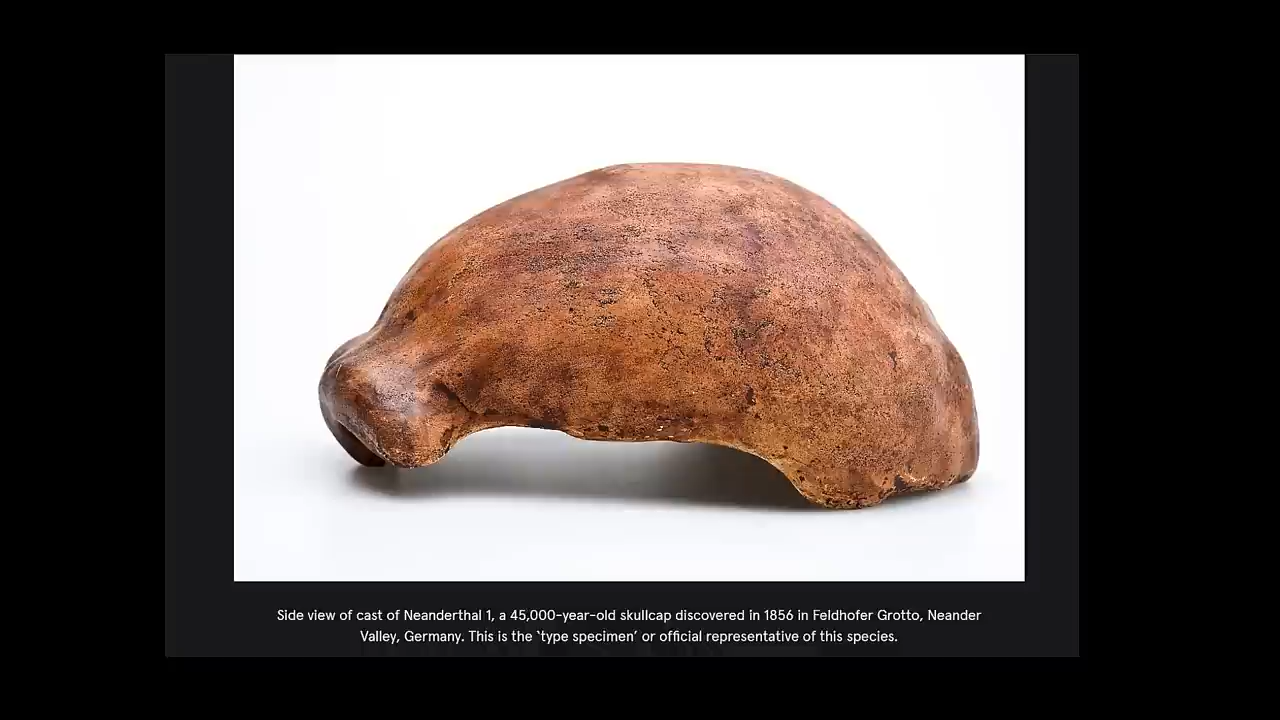 Side view of cast of Neanderthal 1, a 45,000-year-old skullcap discovered in 1856 in Feldhofer Grotto, Neander
Valley, Germany. This is the ‘type specimen’ or official representative of this species.